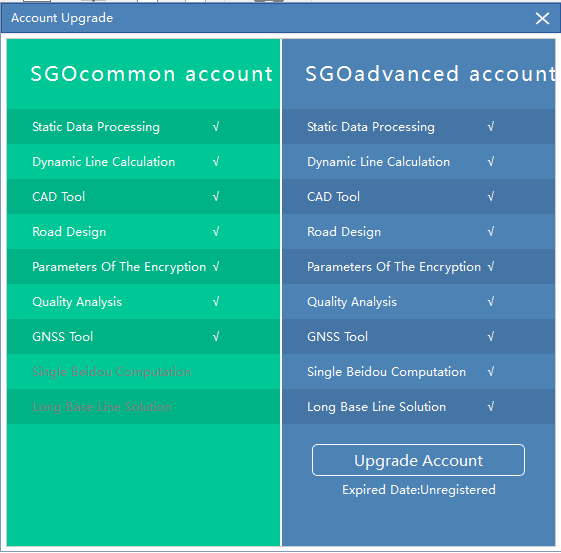 Account Upgrade
SGOcommon account
Static Data Processing √
Dynamic Line Calculation √
CAD Tool √
Road Design √
Parameters Of The Encryption √
Quality Analysis √
GNSS Tool √
Single Beidou Computation
Long Base Line Solution
SGOadvanced account
Static Data Processing √
Dynamic Line Calculation √
CAD Tool √
Road Design √
Parameters Of The Encryption √
Quality Analysis √
GNSS Tool √
Single Beidou Computation √
Long Base Line Solution √
Upgrade Account
Expired Date:Unregistered